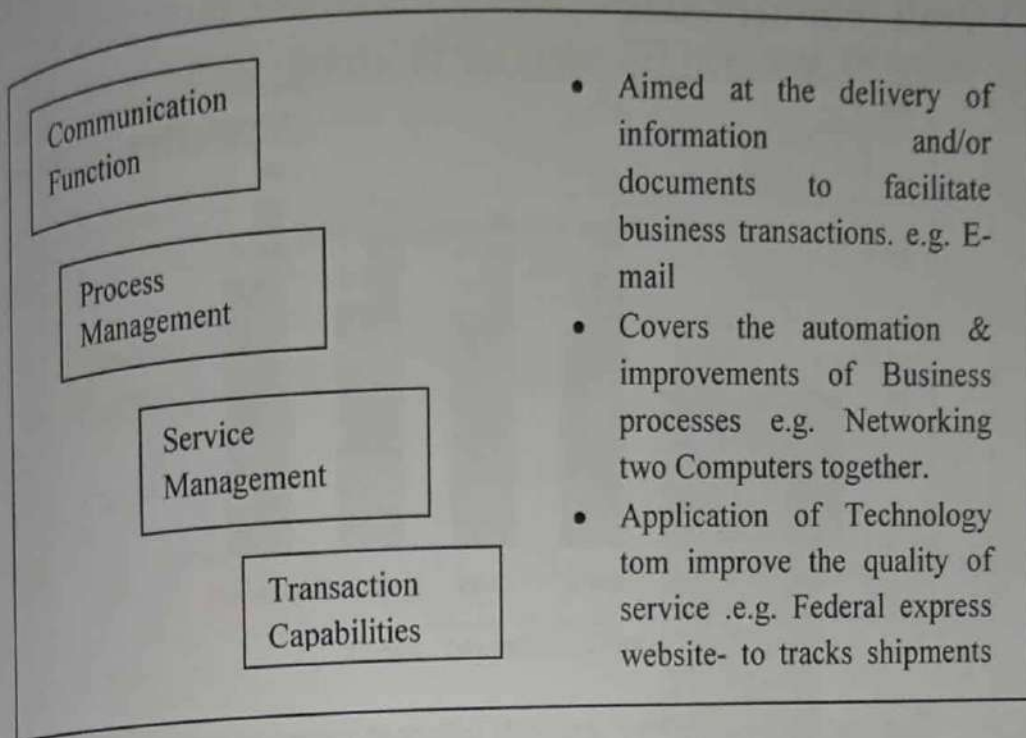 Communication
Function
Process
Management
Service
Management
Transaction
Capabilities
• Aimed at the delivery of
information and/or
documents to facilitate
business transactions. e.g. E-
mail
• Covers the automation &
improvements of Business
processes e.g. Networking
two Computers together.
• Application of Technology
tom improve the quality of
service .e.g. Federal express
website- to tracks shipments